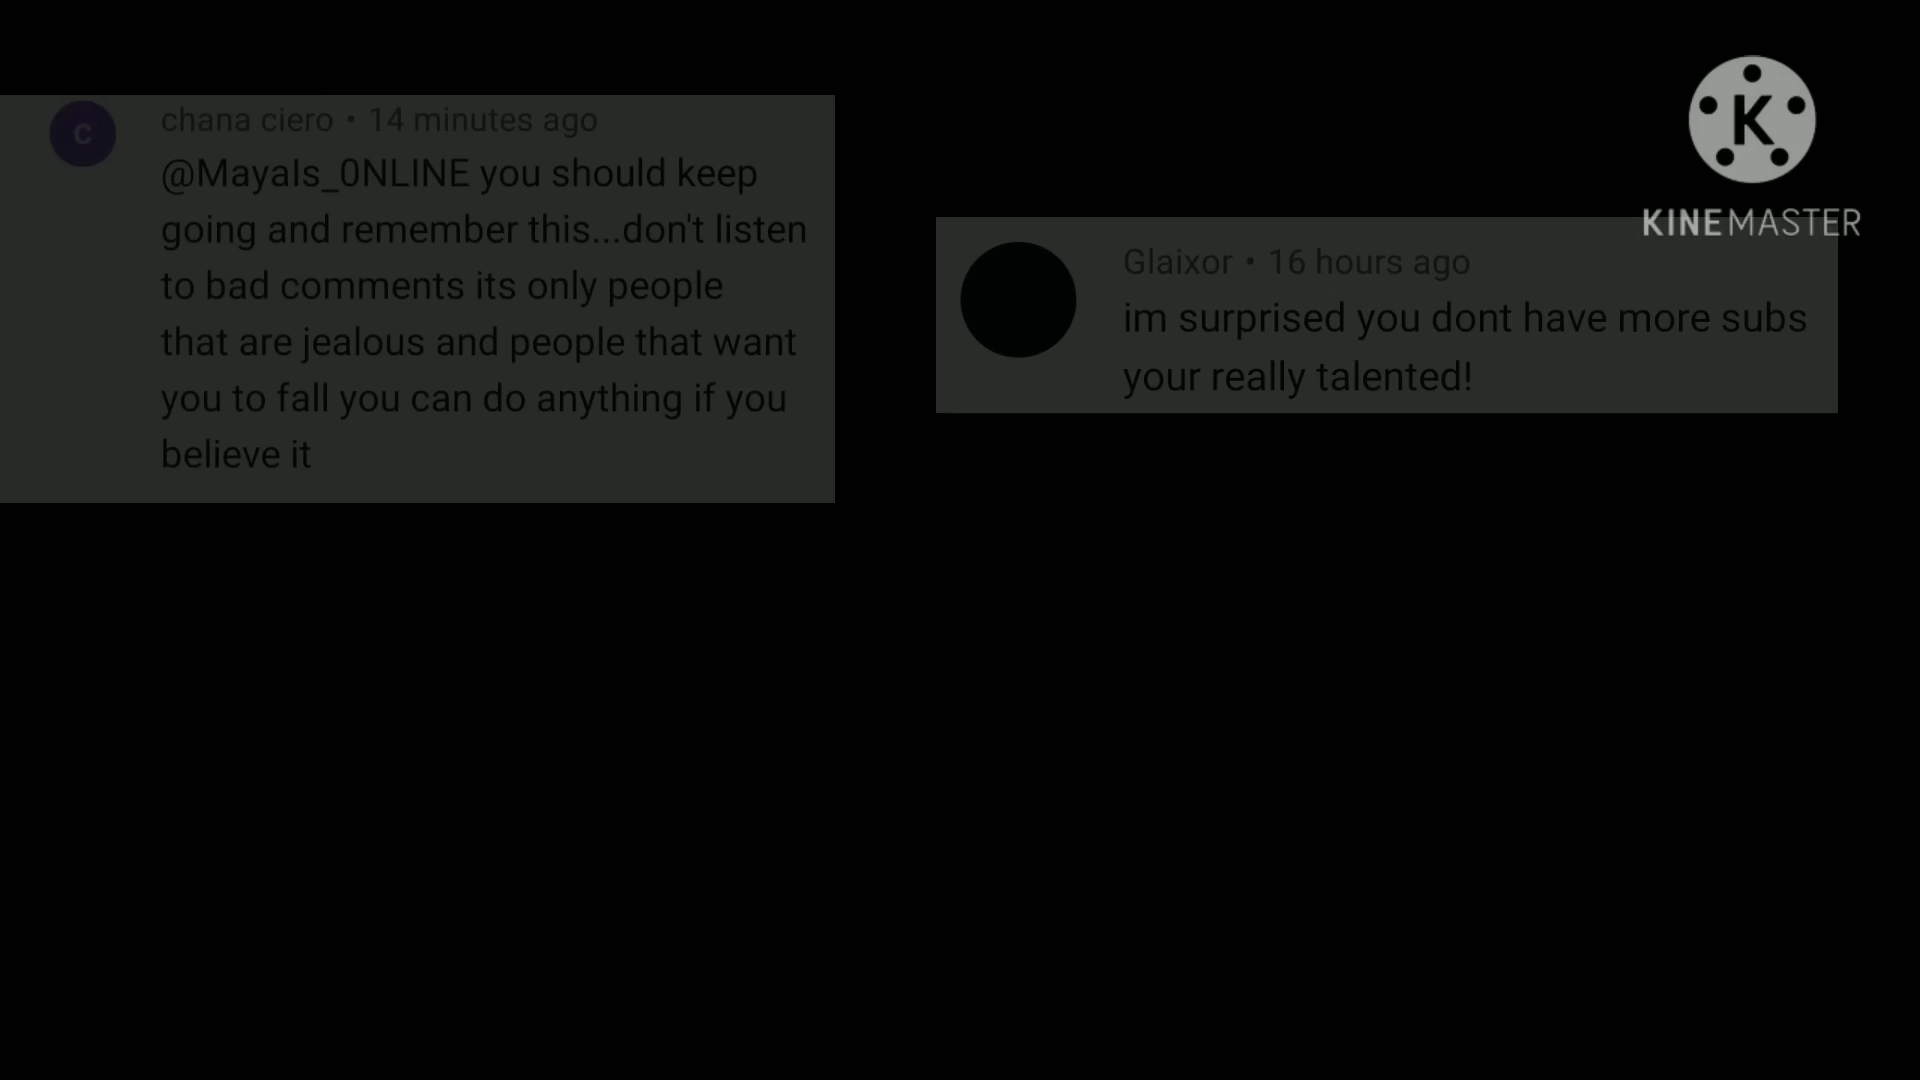 chana ciero • 14 minutes ago
@MayaIs_0NLINE you should keep
going and remember this...don't listen
to bad comments its only people
that are jealous and people that want
you to fall you can do anything if you
believe it
C
Glaixor • 16 hours ago
im surprised you dont have more subs
your really talented!
K
KINEMASTER